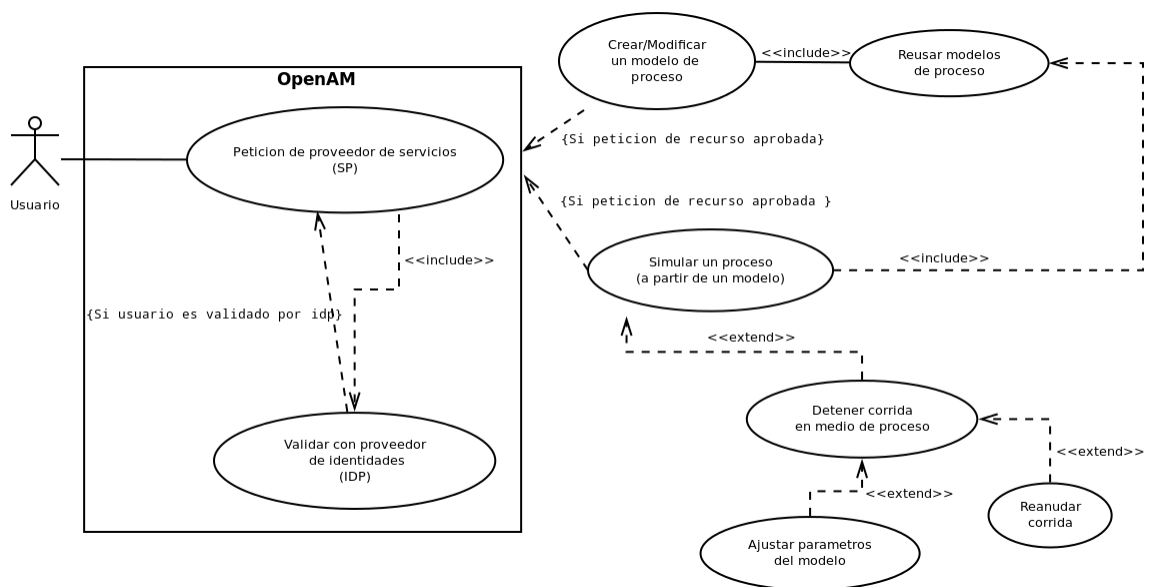 OpenAM
Usuario
Peticion de proveedor de servicios
(SP)
<<include>>
{Si usuario es validado por idp}
Validar con proveedor
de identidades
(IDP)
Crear/Modificar
un modelo de
proceso
<<include>>
Reusar modelos
de proceso
{Si peticion de recurso aprobada}
{Si peticion de recurso aprobada }
Simular un proceso
(a partir de un modelo)
<<include>>
<<extend>>
Detener corrida
en medio de proceso
<<extend>>
<<extend>>
Reanudar
corrida
Ajustar parametros
del modelo